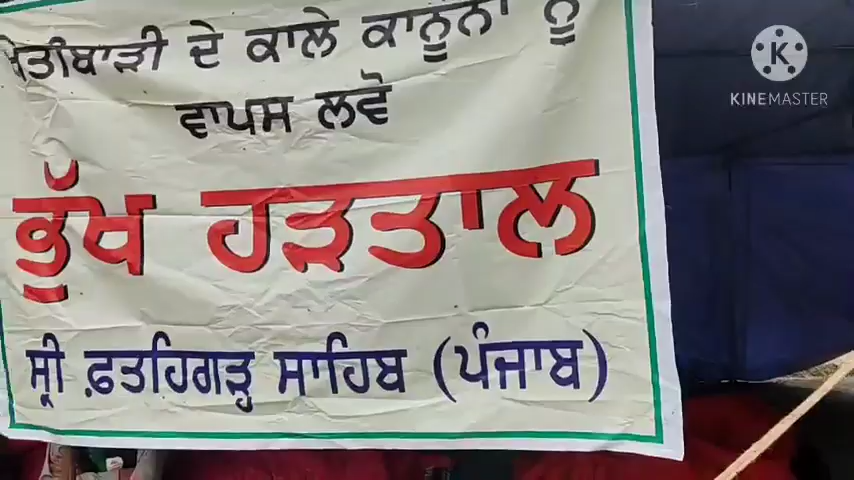 ਖੇਤੀਬਾੜੀ ਦੇ ਕਾਲੇ ਕਾਨੂੰਨਾਂ ਨੂੰ
ਵਾਪਸ ਲਵੋ
ਭੁੱਖ ਹੜਤਾਲ
ਸ੍ਰੀ ਫ਼ਤਹਿਗੜ੍ਹ ਸਾਹਿਬ (ਪੰਜਾਬ)
KINEMASTER